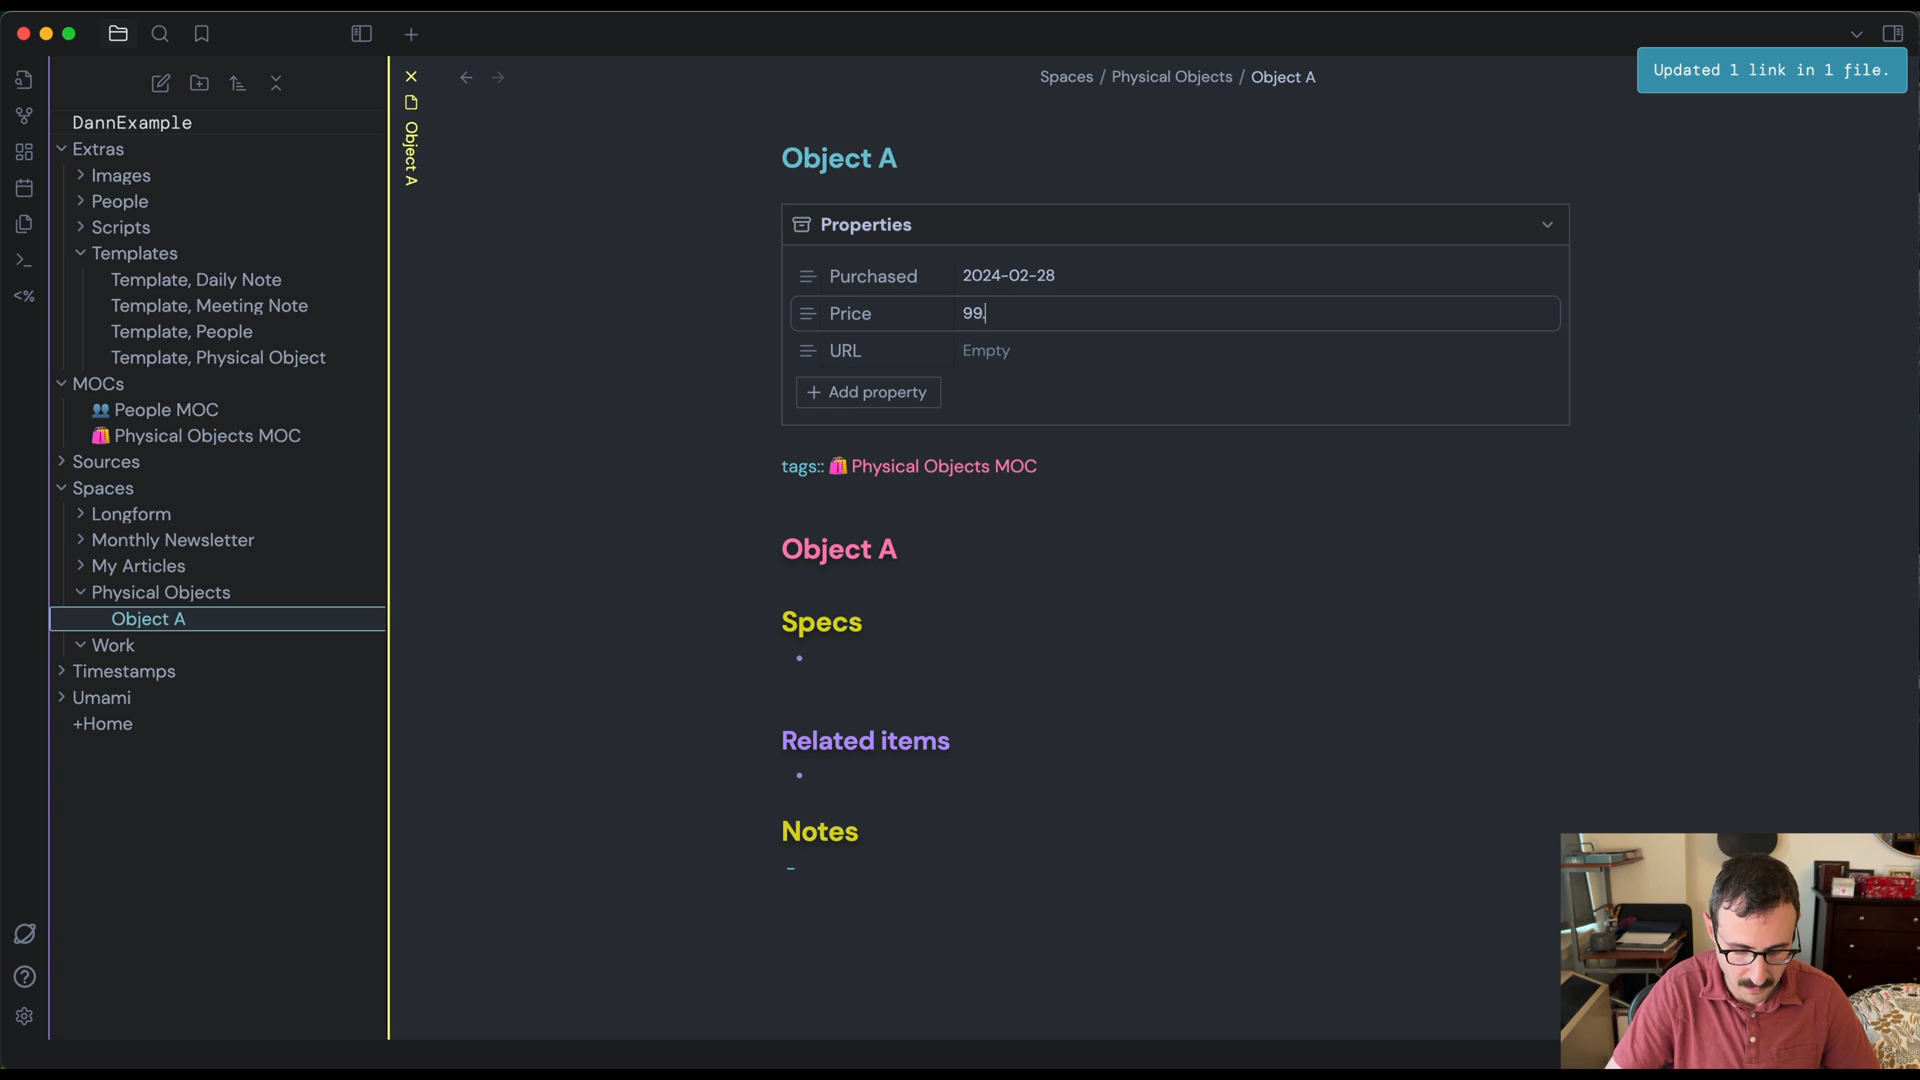 Spaces / Physical Objects / Object A
Updated 1 link in 1 file.
DannExample
Extras
Images
People
Scripts
Templates
Template, Daily Note
Template, Meeting Note
Template, People
Template, Physical Object
MOCs
👥 People MOC
🛍️ Physical Objects MOC
Sources
Spaces
Longform
Monthly Newsletter
My Articles
Physical Objects
Object A
Work
Timestamps
Umami
+Home
<%
Object A
Object A
Properties
Purchased 2024-02-28
Price 99.
URL Empty
+ Add property
tags:: 🛍️ Physical Objects MOC
Object A
Specs
•
Related items
•
Notes
-